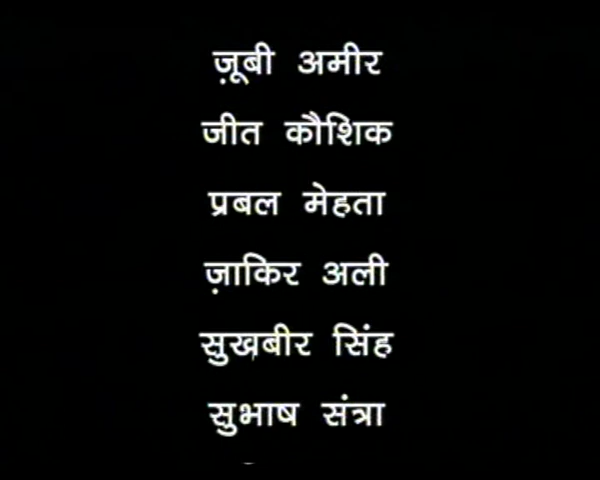 ज़ूबी अमीर
जीत कौशिक
प्रबल मेहता
ज़ाकिर अली
सुखबीर सिंह
सुभाष संत्रा